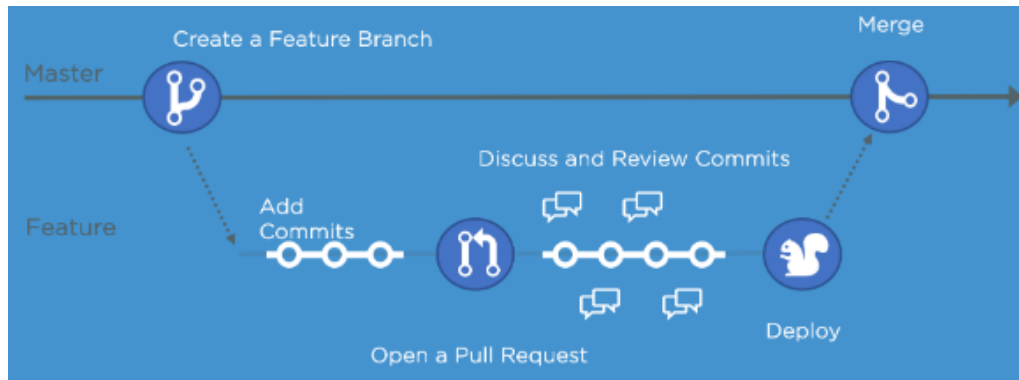 Create a Feature Branch
Merge
Master
Discuss and Review Commits
Add
Commits
Feature
Deploy
Open a Pull Request